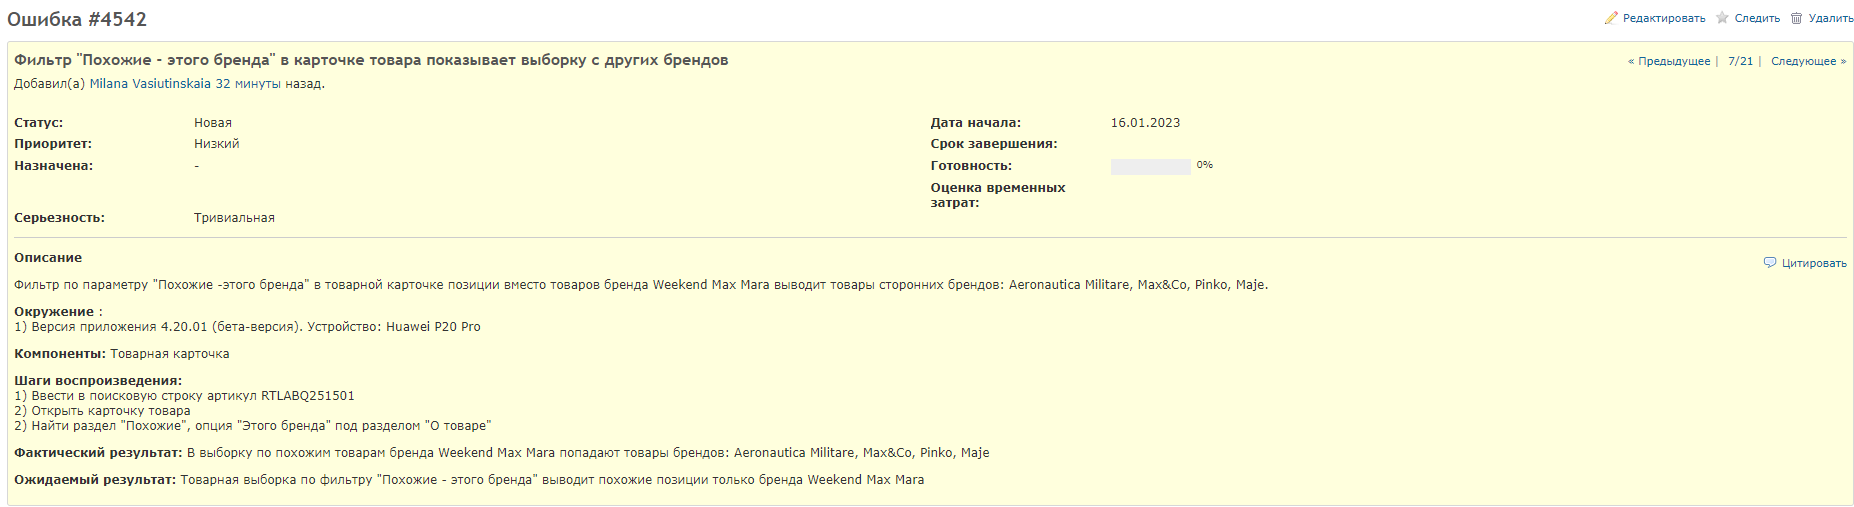 Ошибка #4542
Редактировать Следить Удалить
Фильтр "Похожие - этого бренда" в карточке товара показывает выборку с других брендов
« Предыдущее | 7/21 | Следующее »
Добавил(а) Milana Vasiutinskaia 32 минуты назад.
Статус: Новая
Дата начала: 16.01.2023
Приоритет: Низкий
Срок завершения:
Назначена: -
Готовность: 0%
Оценка временных
затрат:
Серьезность: Тривиальная
Описание
Цитировать
Фильтр по параметру "Похожие -этого бренда" в товарной карточке позиции вместо товаров бренда Weekend Max Mara выводит товары сторонних брендов: Aeronautica Militare, Max&Co, Pinko, Maje.
Окружение :
1) Версия приложения 4.20.01 (бета-версия). Устройство: Huawei P20 Pro
Компоненты: Товарная карточка
Шаги воспроизведения:
1) Ввести в поисковую строку артикул RTLABQ251501
2) Открыть карточку товара
2) Найти раздел "Похожие", опция "Этого бренда" под разделом "О товаре"
Фактический результат: В выборку по похожим товарам бренда Weekend Max Mara попадают товары брендов: Aeronautica Militare, Max&Co, Pinko, Maje
Ожидаемый результат: Товарная выборка по фильтру "Похожие - этого бренда" выводит похожие позиции только бренда Weekend Max Mara